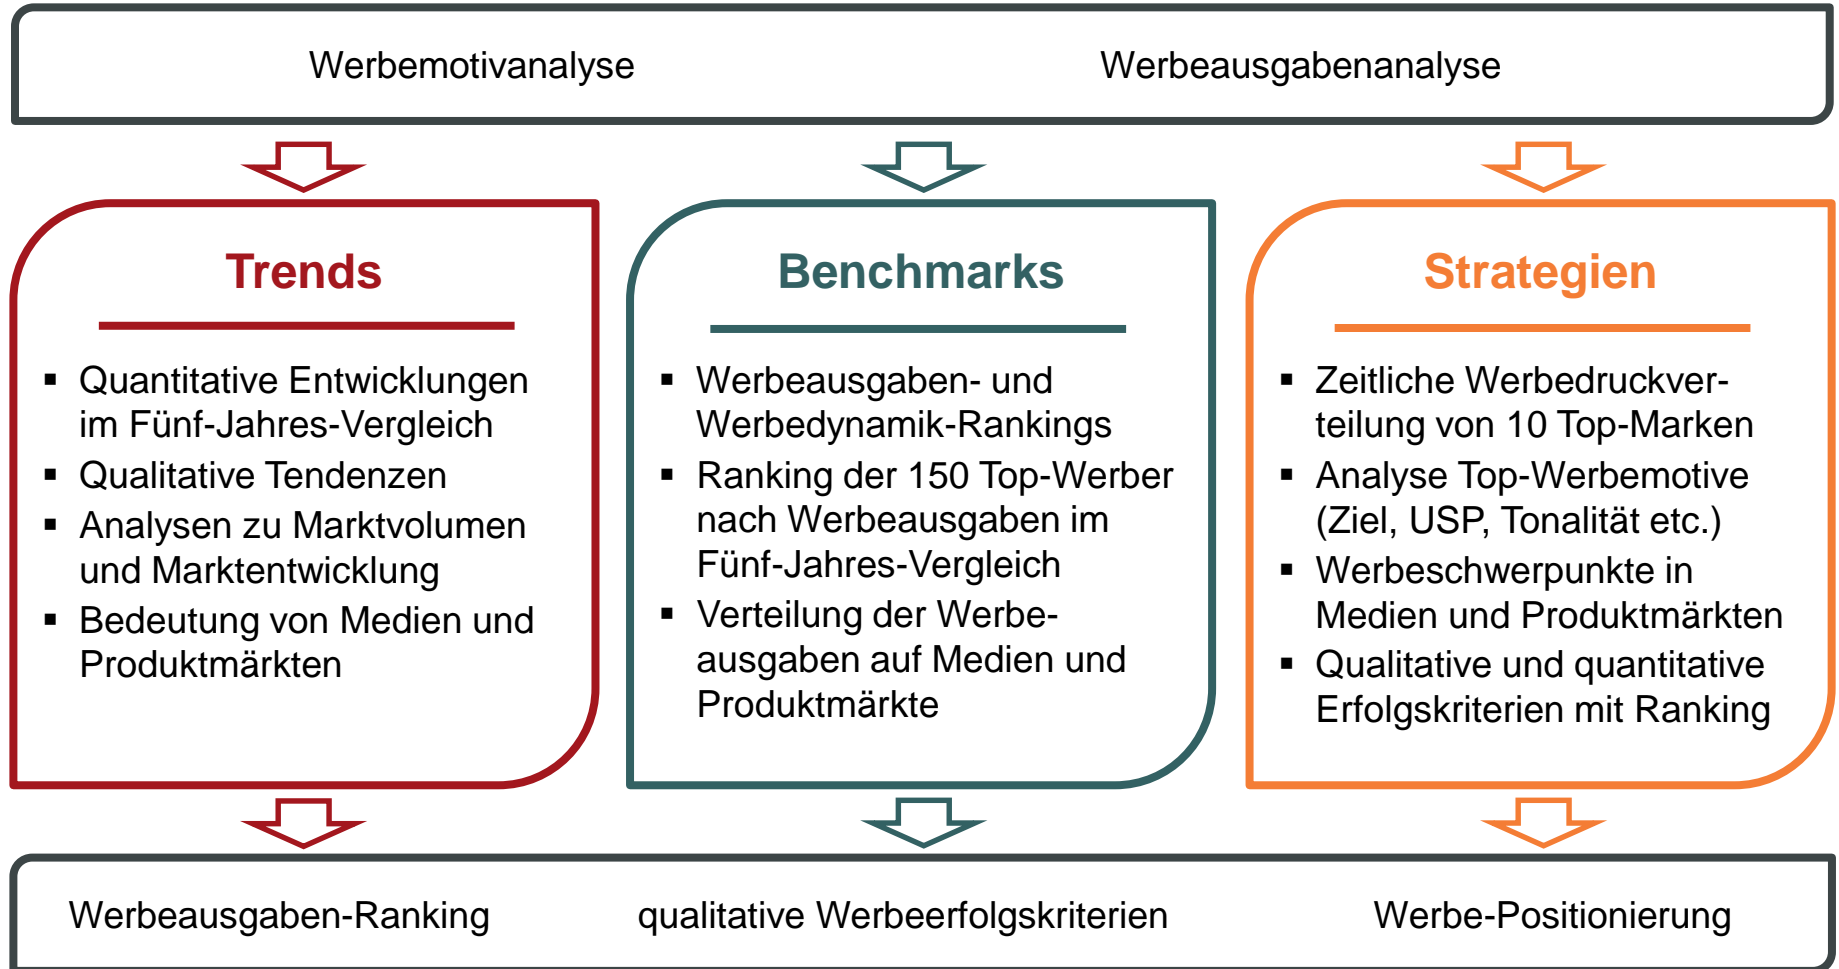 Werbemotivanalyse
Werbeausgabenanalyse
Trends
▪ Quantitative Entwicklungen
im Fünf-Jahres-Vergleich
▪ Qualitative Tendenzen
▪ Analysen zu Marktvolumen
und Marktentwicklung
▪ Bedeutung von Medien und
Produktmärkten
Benchmarks
▪ Werbeausgaben- und
Werbedynamik-Rankings
▪ Ranking der 150 Top-Werber
nach Werbeausgaben im
Fünf-Jahres-Vergleich
▪ Verteilung der Werbe-
ausgaben auf Medien und
Produktmärkte
Strategien
▪ Zeitliche Werbedruckver-
teilung von 10 Top-Marken
▪ Analyse Top-Werbemotive
(Ziel, USP, Tonalität etc.)
▪ Werbeschwerpunkte in
Medien und Produktmärkten
▪ Qualitative und quantitative
Erfolgskriterien mit Ranking
Werbeausgaben-Ranking
qualitative Werbeerfolgskriterien
Werbe-Positionierung